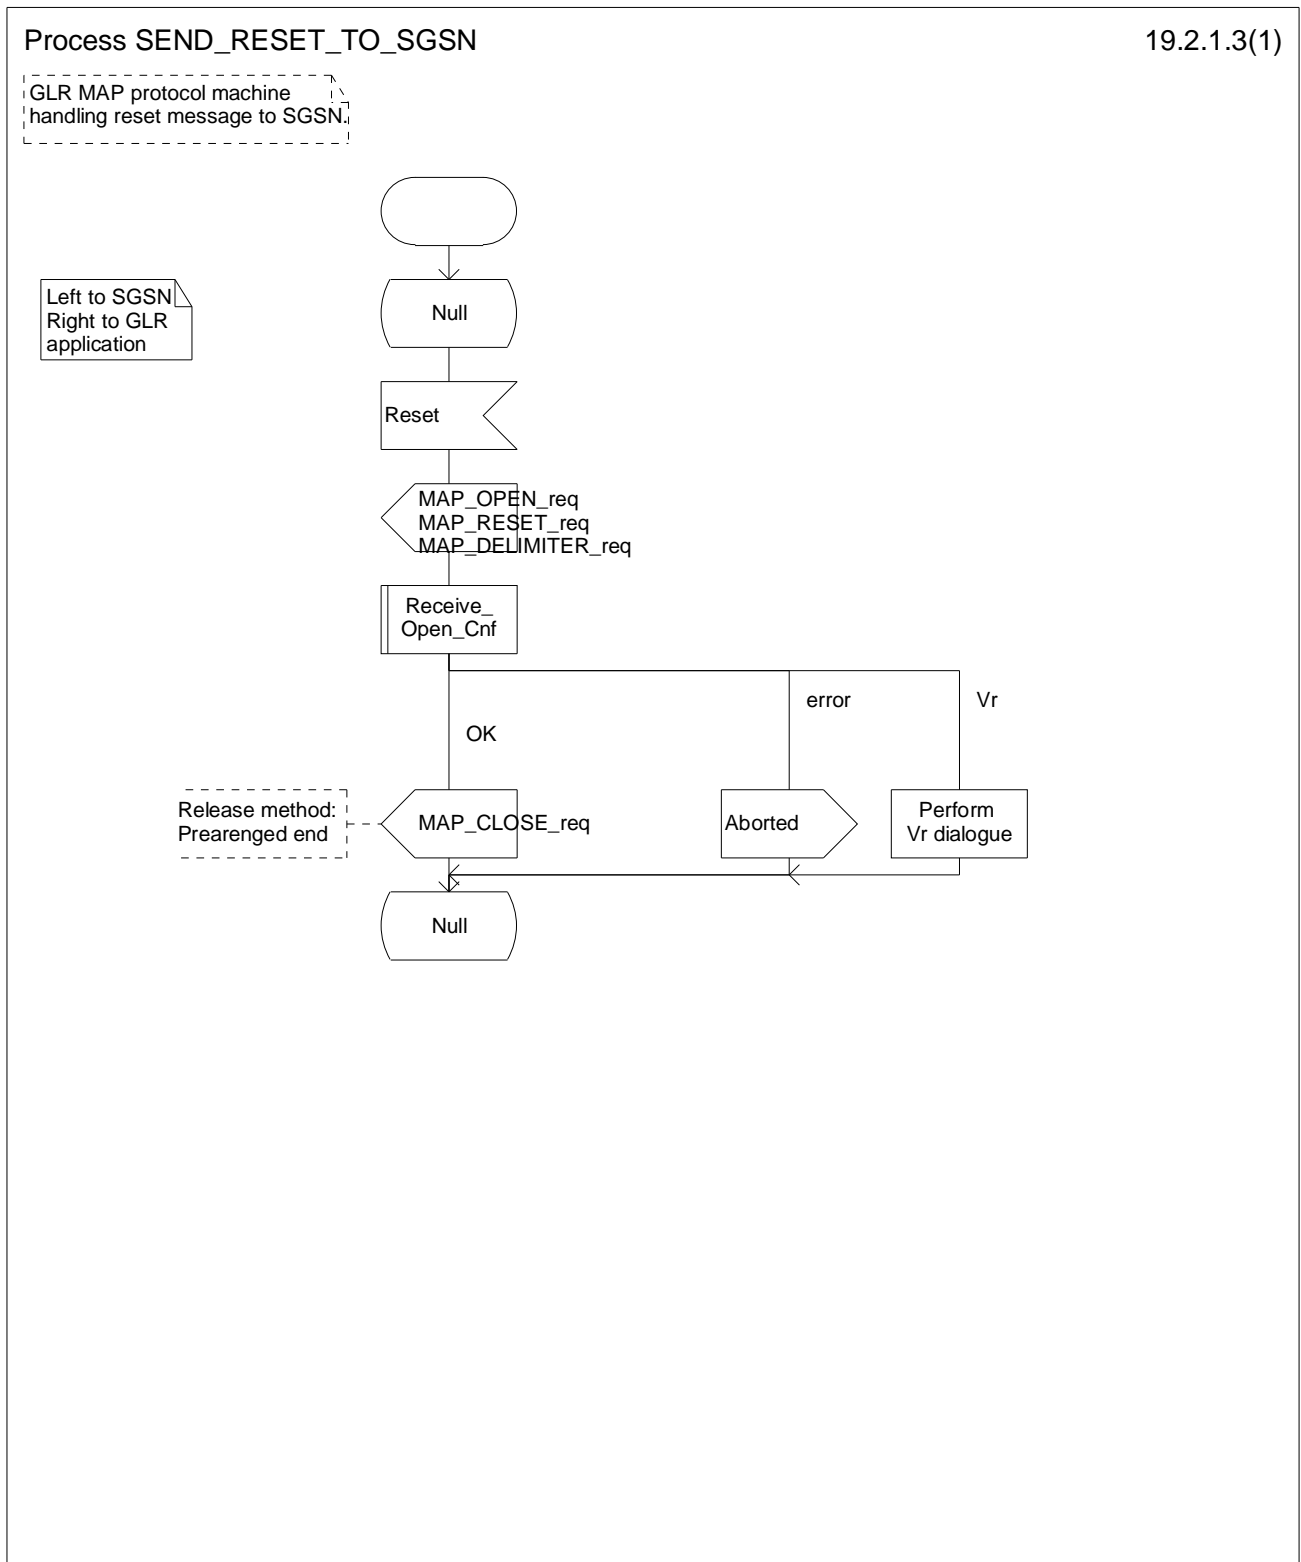 Process SEND_RESET_TO_SGSN
19.2.1.3(1)
GLR MAP protocol machine
handling reset message to SGSN.
Left to SGSN
Right to GLR
application
Null
Reset
MAP_OPEN_req
MAP_RESET_req
MAP_DELIMITER_req
Receive_
Open_Cnf
error
Vr
OK
Release method:
Prearenged end
MAP_CLOSE_req
Aborted
Perform
Vr dialogue
Null